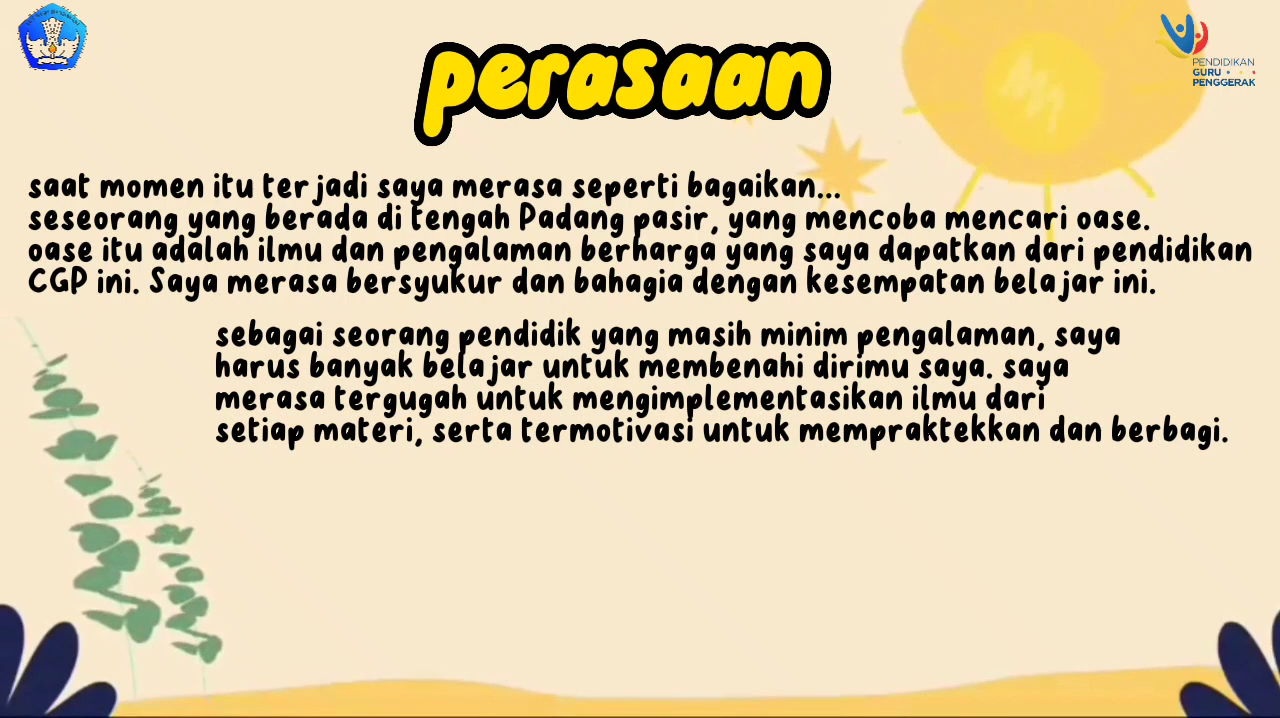 perasaan
PENDIDIKAN
GURU
PENGGERAK
saat momen itu terjadi saya merasa seperti bagaikan...
seseorang yang berada di tengah Padang pasir, yang mencoba mencari oase.
oase itu adalah ilmu dan pengalaman berharga yang saya dapatkan dari pendidikan
CGP ini. Saya merasa bersyukur dan bahagia dengan kesempatan belajar ini.
sebagai seorang pendidik yang masih minim pengalaman, saya
harus banyak belajar untuk membenahi dirimu saya. saya
merasa tergugah untuk mengimplementasikan ilmu dari
setiap materi, serta termotivasi untuk mempraktekkan dan berbagi.